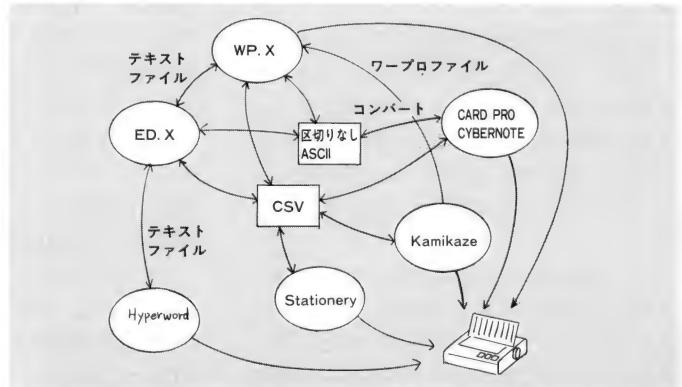 WP. X
テキスト
ファイル
ワープロファイル
コンバート
CARD PRO
CYBERNOTE
ED. X
区切りなし
ASCII
CSV
Kamikaze
テキスト
ファイル
Hyperword
Stationery